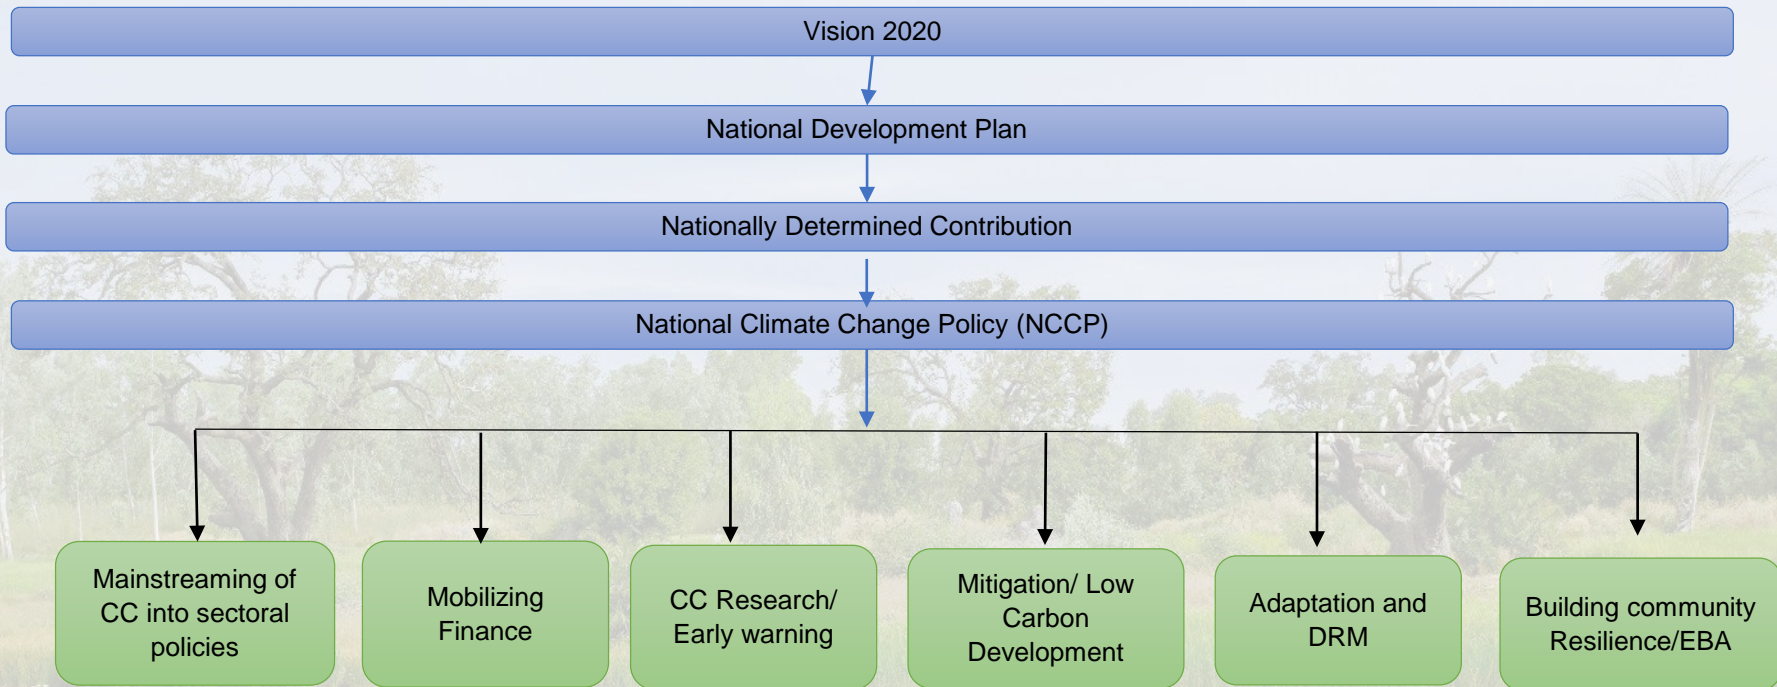 Vision 2020
National Development Plan
Nationally Determined Contribution
National Climate Change Policy (NCCP)
Mainstreaming of
CC into sectoral
policies
Mobilizing
Finance
CC Research/
Early warning
Mitigation/ Low
Carbon
Development
Adaptation and
DRM
Building community
Resilience/EBA